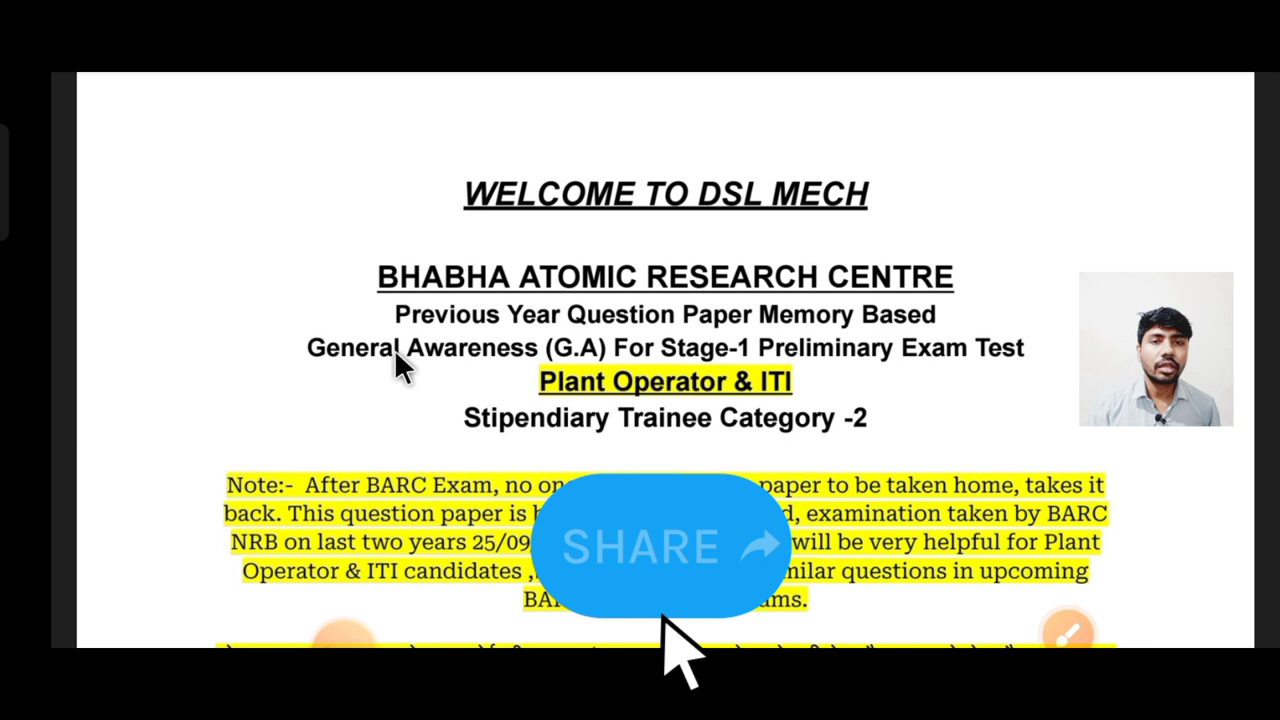 WELCOME TO DSL MECH
BHABHA ATOMIC RESEARCH CENTRE
Previous Year Question Paper Memory Based
General Awareness (G.A) For Stage-1 Preliminary Exam Test
Plant Operator & ITI
Stipendiary Trainee Category -2
Note:- After BARC Exam, no paper to be taken home, takes it
back. This question paper is examination taken by BARC
NRB on last two years 25/09 will be very helpful for Plant
Operator & ITI candidates , questions in upcoming
SHARE